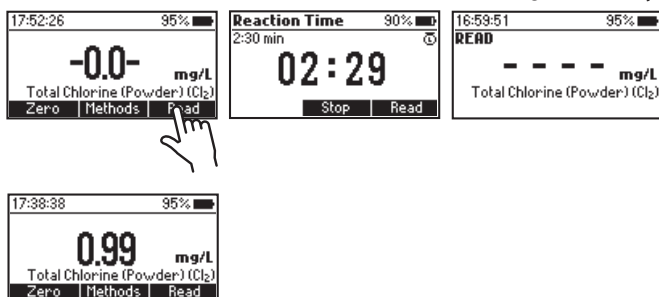 17:52:26 95%
-0.0- mg/L
Total Chlorine (Powder) (Cl₂)
Zero Methods Read
Reaction Time 90%
2:30 min
02:29
Stop Read
16:59:51 95%
READ
- - - - mg/L
Total Chlorine (Powder) (Cl₂)
17:38:38 95%
0.99 mg/L
Total Chlorine (Powder) (Cl₂)
Zero Methods Read